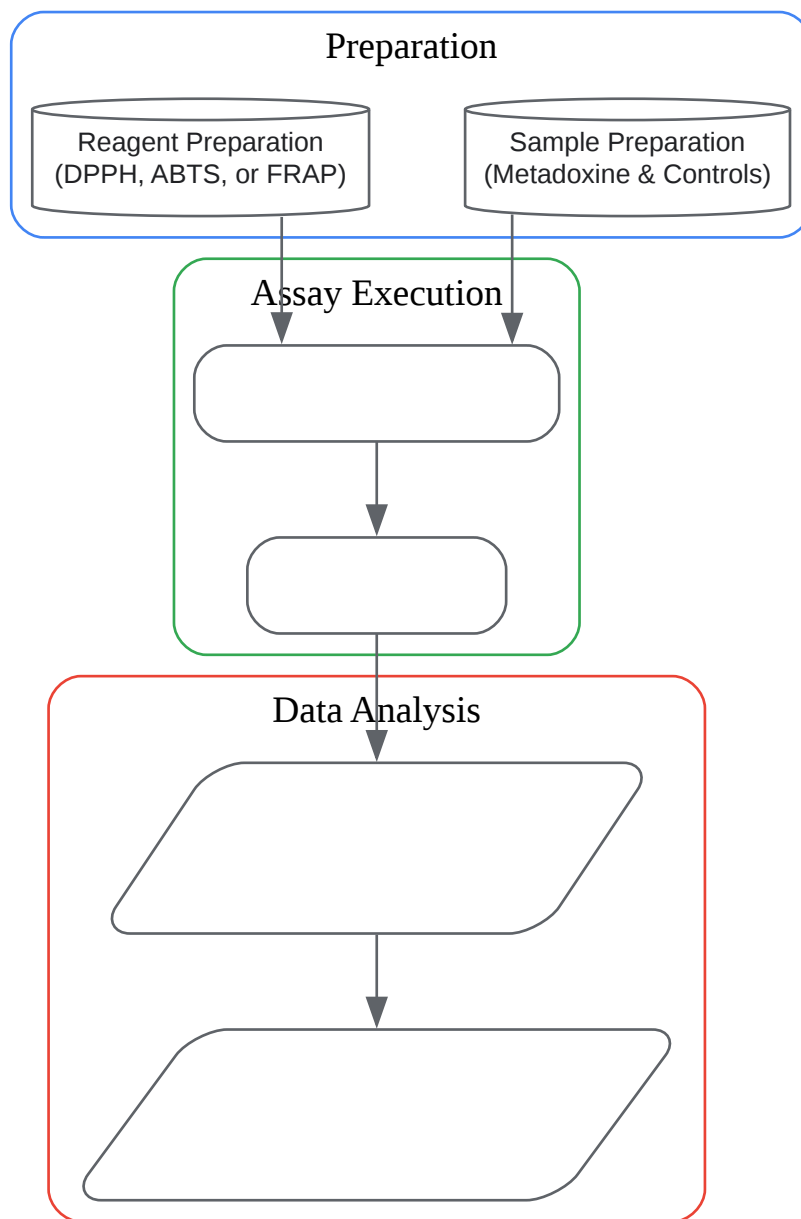 Preparation
Reagent Preparation
(DPPH, ABTS, or FRAP)
Sample Preparation
(Metadoxine & Controls)
Assay Execution
Data Analysis